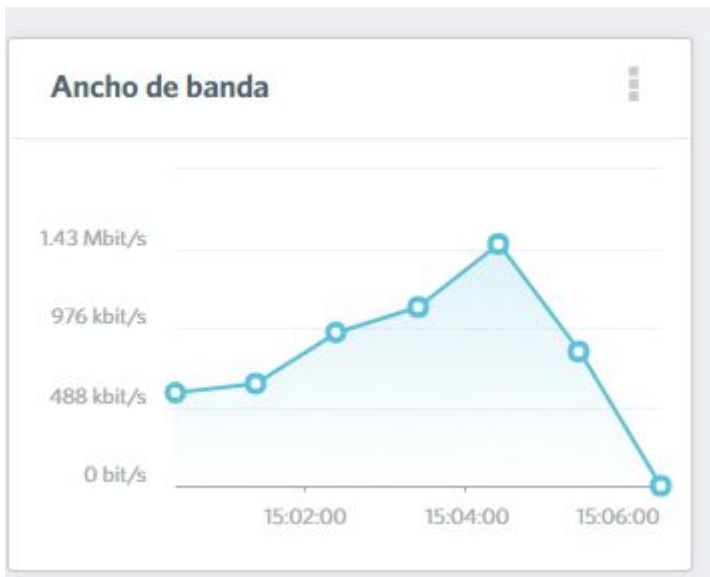 Ancho de banda
1.43 Mbit/s
976 kbit/s
488 kbit/s
0 bit/s
15:02:00 15:04:00 15:06:00